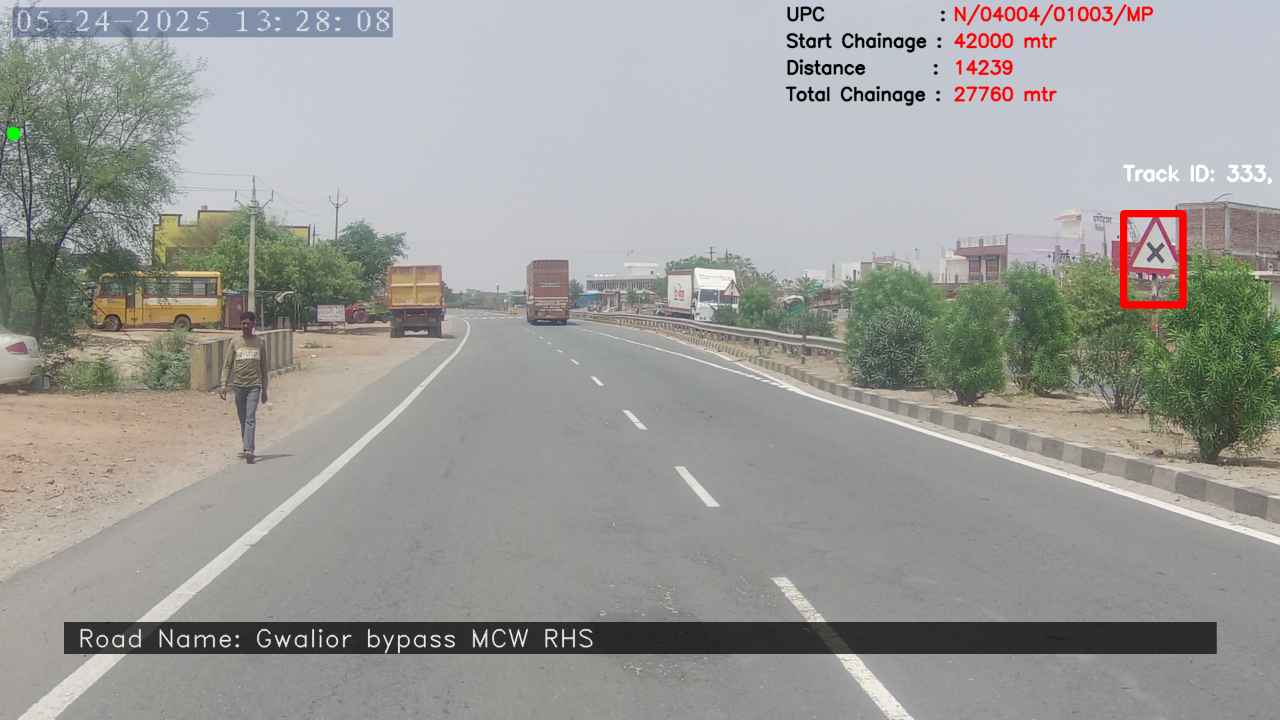 05-24-2025 13:28:08
UPC : N/04004/01003/MP
Start Chainage : 42000 mtr
Distance : 14239
Total Chainage : 27760 mtr
Track ID: 333,
Road Name: Gwalior bypass MCW RHS